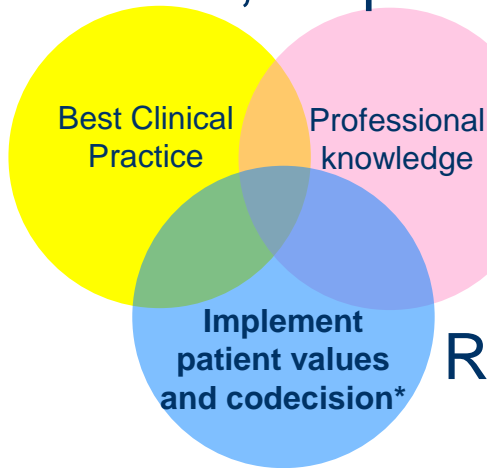 Best Clinical
Practice
Professional
knowledge
Implement
patient values
and codecision*
R